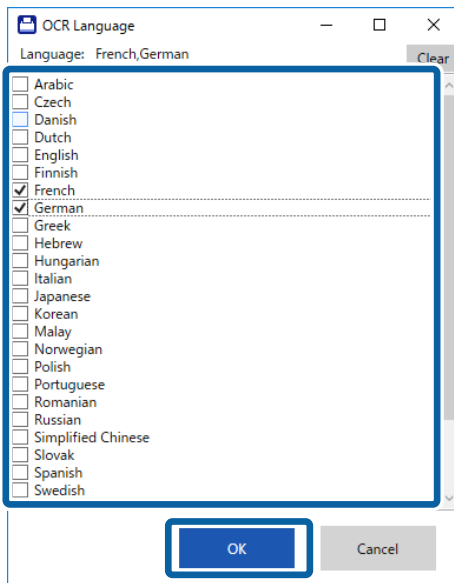 OCR Language
Language: French,German
Clear
Arabic
Czech
Danish
Dutch
English
Finnish
French
German
Greek
Hebrew
Hungarian
Italian
Japanese
Korean
Malay
Norwegian
Polish
Portuguese
Romanian
Russian
Simplified Chinese
Slovak
Spanish
Swedish
OK Cancel